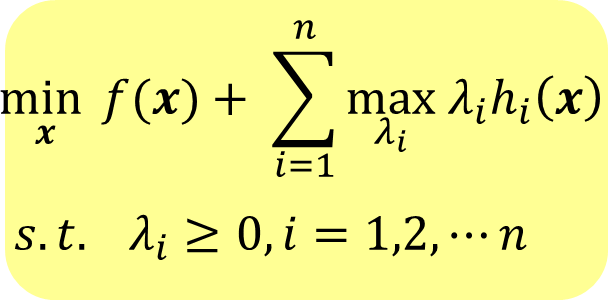 min_x f(x) + ∑_{i=1}^{n} max_{λ_i} λ_i h_i(x)
s.t. λ_i ≥ 0, i = 1,2,⋯n